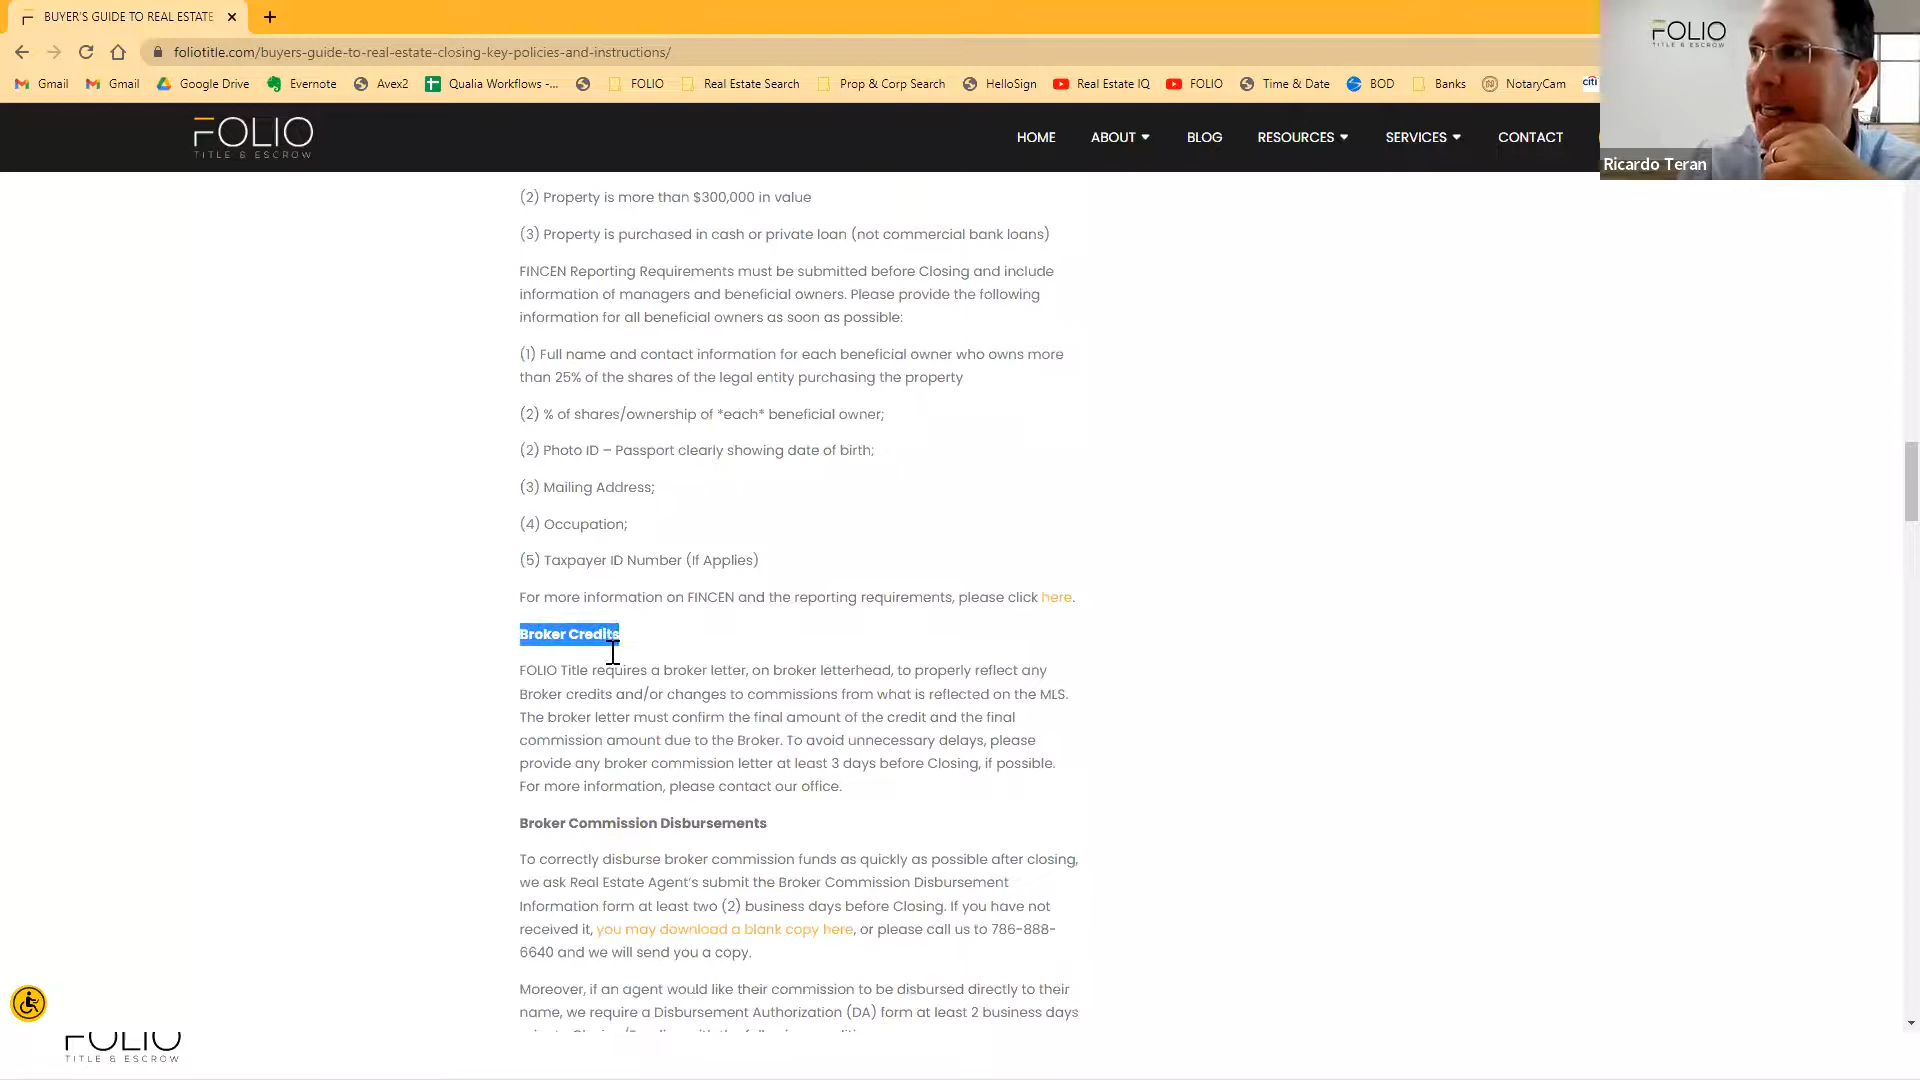 BUYER'S GUIDE TO REAL ESTATE
foliotitle.com/buyers-guide-to-real-estate-closing-key-policies-and-instructions/
Gmail Gmail Google Drive Evernote Avex2 Qualia Workflows -... FOLIO Real Estate Search Prop & Corp Search HelloSign Real Estate IQ FOLIO Time & Date BOD Banks NotaryCam citi
FOLIO
TITLE & ESCROW
Ricardo Teran
FOLIO
TITLE & ESCROW
HOME ABOUT BLOG RESOURCES SERVICES CONTACT
(2) Property is more than $300,000 in value
(3) Property is purchased in cash or private loan (not commercial bank loans)
FINCEN Reporting Requirements must be submitted before Closing and include
information of managers and beneficial owners. Please provide the following
information for all beneficial owners as soon as possible:
(1) Full name and contact information for each beneficial owner who owns more
than 25% of the shares of the legal entity purchasing the property
(2) % of shares/ownership of *each* beneficial owner;
(2) Photo ID – Passport clearly showing date of birth;
(3) Mailing Address;
(4) Occupation;
(5) Taxpayer ID Number (If Applies)
For more information on FINCEN and the reporting requirements, please click here.
Broker Credits
FOLIO Title requires a broker letter, on broker letterhead, to properly reflect any
Broker credits and/or changes to commissions from what is reflected on the MLS.
The broker letter must confirm the final amount of the credit and the final
commission amount due to the Broker. To avoid unnecessary delays, please
provide any broker commission letter at least 3 days before Closing, if possible.
For more information, please contact our office.
Broker Commission Disbursements
To correctly disburse broker commission funds as quickly as possible after closing,
we ask Real Estate Agent's submit the Broker Commission Disbursement
Information form at least two (2) business days before Closing. If you have not
received it, you may download a blank copy here, or please call us to 786-888-
6640 and we will send you a copy.
Moreover, if an agent would like their commission to be disbursed directly to their
name, we require a Disbursement Authorization (DA) form at least 2 business days
FOLIO
TITLE & ESCROW